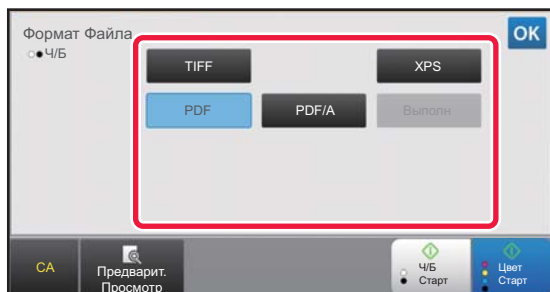 Формат Файла
Ч/Б
OK
TIFF
XPS
PDF
PDF/A
Выполн
CA
Предварит.
Просмотр
Ч/Б
Старт
Цвет
Старт